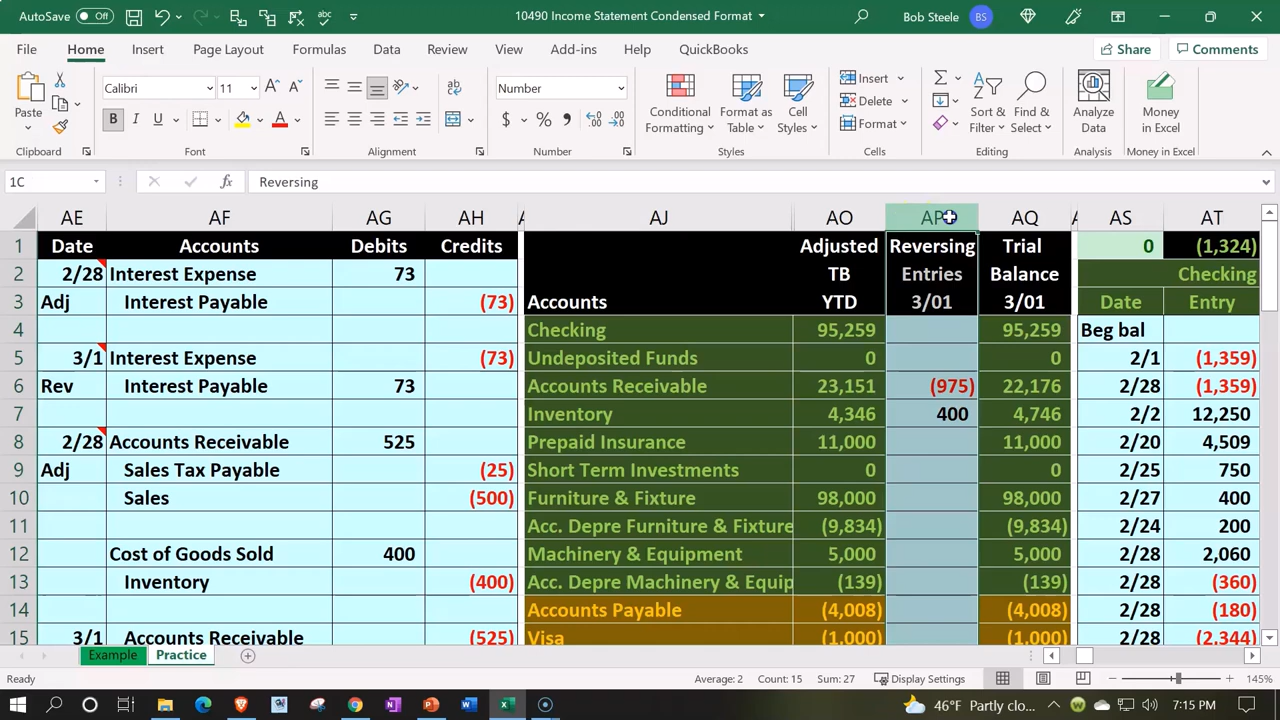 AutoSave Off 10490 Income Statement Condensed Format Bob Steele BS
File Home Insert Page Layout Formulas Data Review View Add-ins Help QuickBooks Share Comments
Paste Calibri 11 Number Conditional Formatting Format as Table Cell Styles Insert Delete Format Sort & Filter Find & Select Analyze Data Money in Excel
Clipboard Font Alignment Number Styles Cells Editing Analysis Money in Excel
1C fx Reversing
AE AF AG AH A AJ AO AP AQ A AS AT
1 Date Accounts Debits Credits Adjusted Reversing Trial 0 (1,324)
2 2/28 Interest Expense 73 TB Entries Balance Checking
3 Adj Interest Payable (73) Accounts YTD 3/01 3/01 Date Entry
4 Checking 95,259 95,259 Beg bal
5 3/1 Interest Expense (73) Undeposited Funds 0 0 2/1 (1,359)
6 Rev Interest Payable 73 Accounts Receivable 23,151 (975) 22,176 2/28 (1,359)
7 Inventory 4,346 400 4,746 2/2 12,250
8 2/28 Accounts Receivable 525 Prepaid Insurance 11,000 11,000 2/20 4,509
9 Adj Sales Tax Payable (25) Short Term Investments 0 0 2/25 750
10 Sales (500) Furniture & Fixture 98,000 98,000 2/27 400
11 Acc. Depre Furniture & Fixture (9,834) (9,834) 2/24 200
12 Cost of Goods Sold 400 Machinery & Equipment 5,000 5,000 2/28 2,060
13 Inventory (400) Acc. Depre Machinery & Equip (139) (139) 2/28 (360)
14 Accounts Payable (4,008) (4,008) 2/28 (180)
15 3/1 Accounts Receivable (525) Visa (1,000) (1,000) 2/28 (2,344)
Example Practice
Ready Average: 2 Count: 15 Sum: 27 Display Settings 145%
46°F Partly clo... 7:15 PM